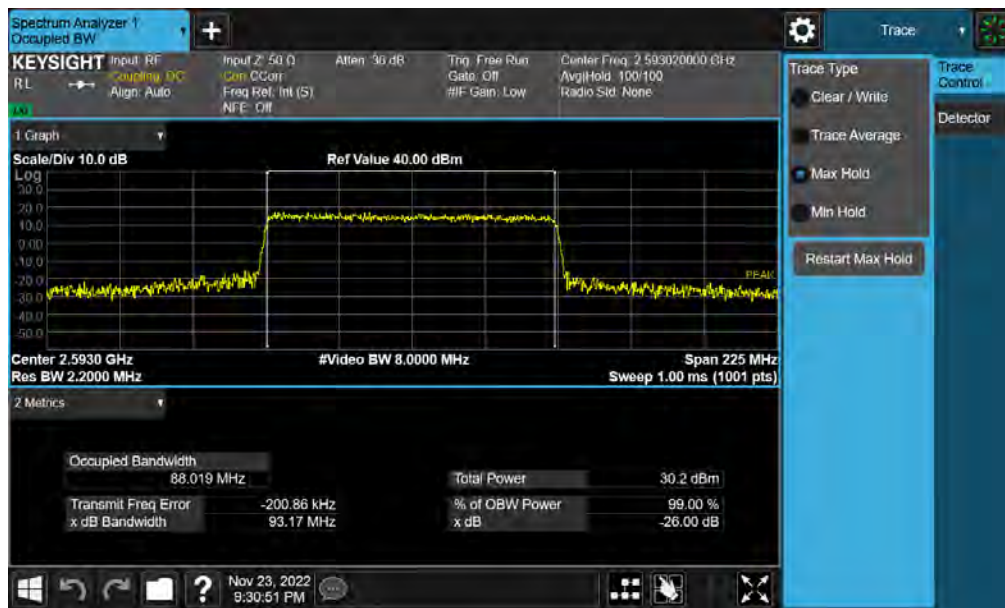 Spectrum Analyzer 1
Occupied BW
+
Trace
KEYSIGHT
RL
Input: RF
Coupling: DC
Align: Auto
Input Z: 50 Ω
Corr CCorr
Freq Ref: Int (S)
NFE: Off
Atten: 36 dB
Trig: Free Run
Gate: Off
#IF Gain: Low
Center Freq: 2.593020000 GHz
Avg|Hold: 100/100
Radio Std: None
Trace Type
Clear / Write
Trace Average
Max Hold
Min Hold
Restart Max Hold
Trace
Control
Detector
1 Graph
Scale/Div 10.0 dB
Ref Value 40.00 dBm
Log
30.0
20.0
10.0
0.00
-10.0
-20.0
-30.0
-40.0
-50.0
PEAK
Center 2.5930 GHz
#Video BW 8.0000 MHz
Span 225 MHz
Res BW 2.2000 MHz
Sweep 1.00 ms (1001 pts)
2 Metrics
Occupied Bandwidth
88.019 MHz
Total Power
30.2 dBm
Transmit Freq Error
-200.86 kHz
% of OBW Power
99.00 %
x dB Bandwidth
93.17 MHz
x dB
-26.00 dB
?
Nov 23, 2022
9:30:51 PM